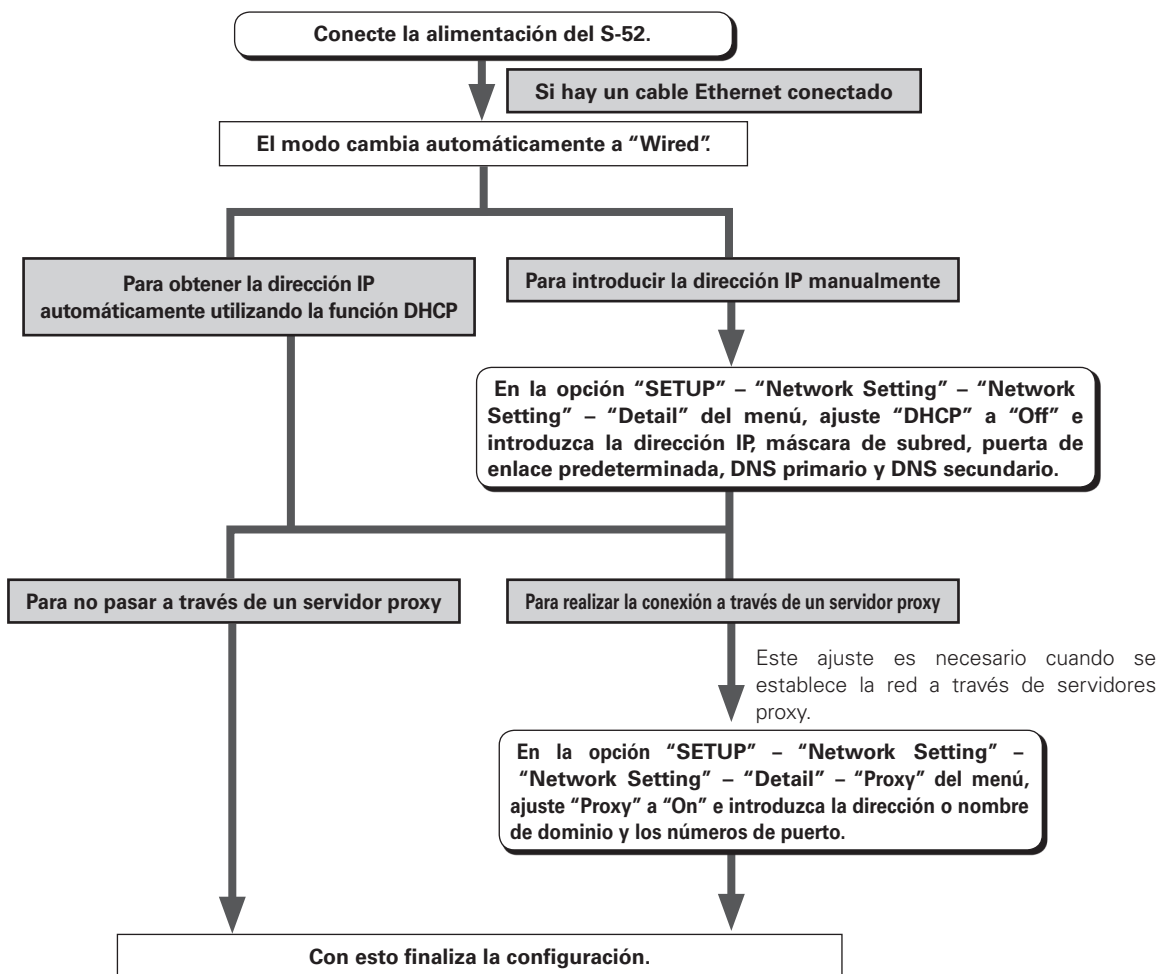 Conecte la alimentación del S-52.
Si hay un cable Ethernet conectado
El modo cambia automáticamente a “Wired”.
Para obtener la dirección IP
automáticamente utilizando la función DHCP
Para introducir la dirección IP manualmente
En la opción “SETUP” – “Network Setting” – “Network
Setting” – “Detail” del menú, ajuste “DHCP” a “Off” e
introduzca la dirección IP, máscara de subred, puerta de
enlace predeterminada, DNS primario y DNS secundario.
Para no pasar a través de un servidor proxy
Para realizar la conexión a través de un servidor proxy
Este ajuste es necesario cuando se
establece la red a través de servidores
proxy.
En la opción “SETUP” – “Network Setting” –
“Network Setting” – “Detail” – “Proxy” del menú,
ajuste “Proxy” a “On” e introduzca la dirección o nombre
de dominio y los números de puerto.
Con esto finaliza la configuración.